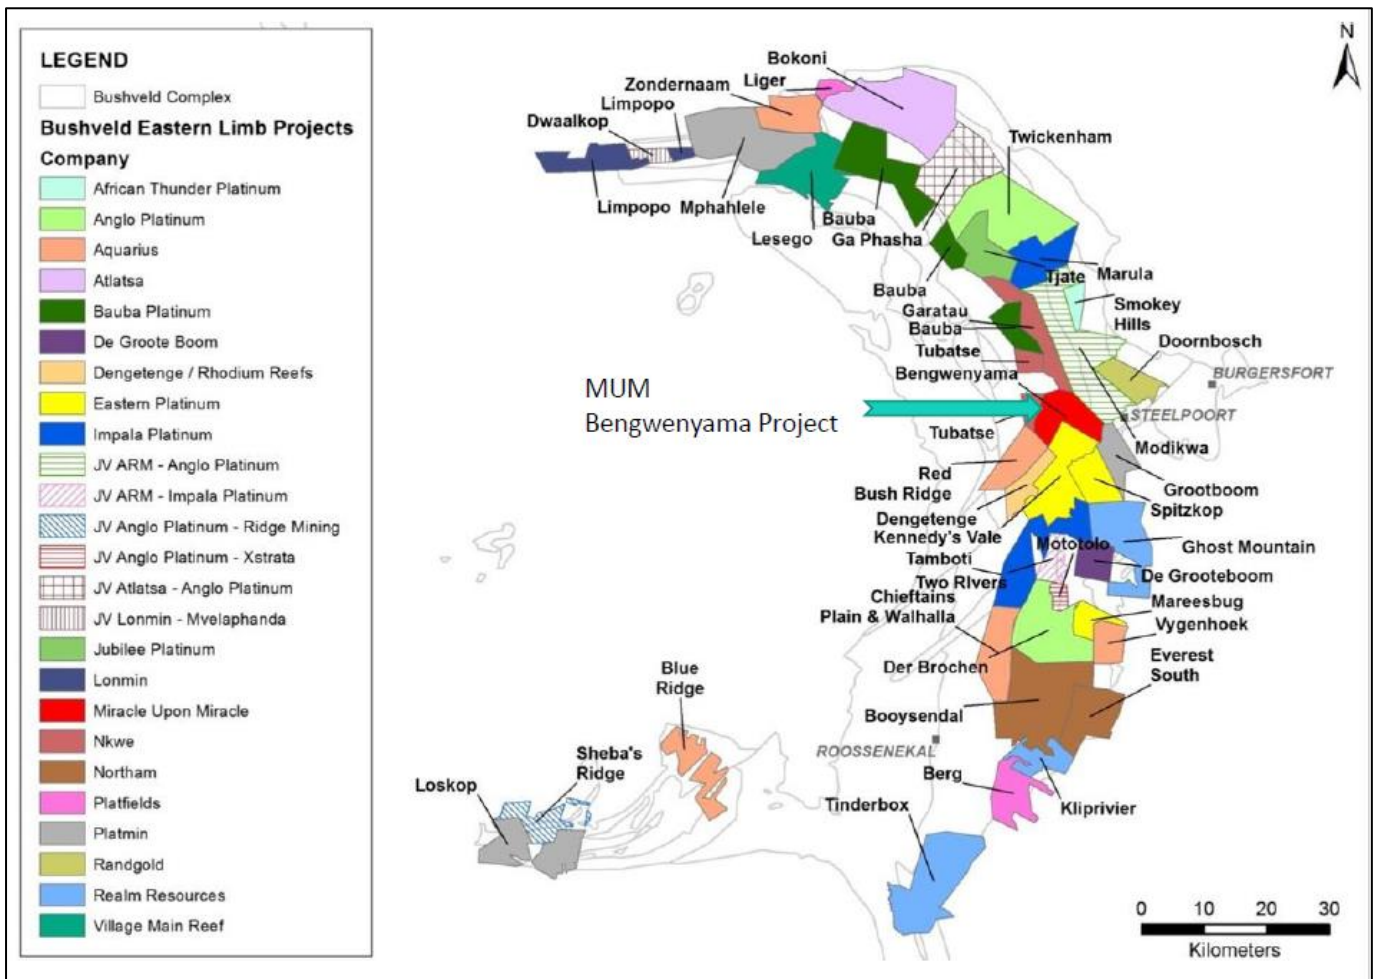 LEGEND
Bushveld Complex
Bushveld Eastern Limb Projects
Company
African Thunder Platinum
Anglo Platinum
Aquarius
Atlatsa
Bauba Platinum
De Groote Boom
Dengetenge / Rhodium Reefs
Eastern Platinum
Impala Platinum
JV ARM - Anglo Platinum
JV ARM - Impala Platinum
JV Anglo Platinum - Ridge Mining
JV Anglo Platinum - Xstrata
JV Atlatsa - Anglo Platinum
JV Lonmin - Mvelaphanda
Jubilee Platinum
Lonmin
Miracle Upon Miracle
Nkwe
Northam
Platfields
Platmin
Randgold
Realm Resources
Village Main Reef
N
Bokoni
Liger
Zondernaam
Limpopo
Dwaalkop
Twickenham
Limpopo
Mphahlele
Lesego
Bauba
Ga Phasha
Bauba
Tjate
Marula
Garatau
Bauba
Smokey
Hills
Tubatse
Doornbosch
Bengwenyama
BURGERSFORT
MUM
Bengwenyama Project
STEELPOORT
Tubatse
Modikwa
Red
Bush Ridge
Grootboom
Spitzkop
Dengetenge
Kennedy's Vale
Mototolo
Ghost Mountain
Tamboti
Two RIvers
De Grooteboom
Chieftains
Plain & Walhalla
Mareesbug
Vygenhoek
Der Brochen
Everest
South
Blue
Ridge
Booysendal
ROOSSENEKAL
Sheba's
Ridge
Loskop
Berg
Kliprivier
Tinderbox
0 10 20 30
Kilometers